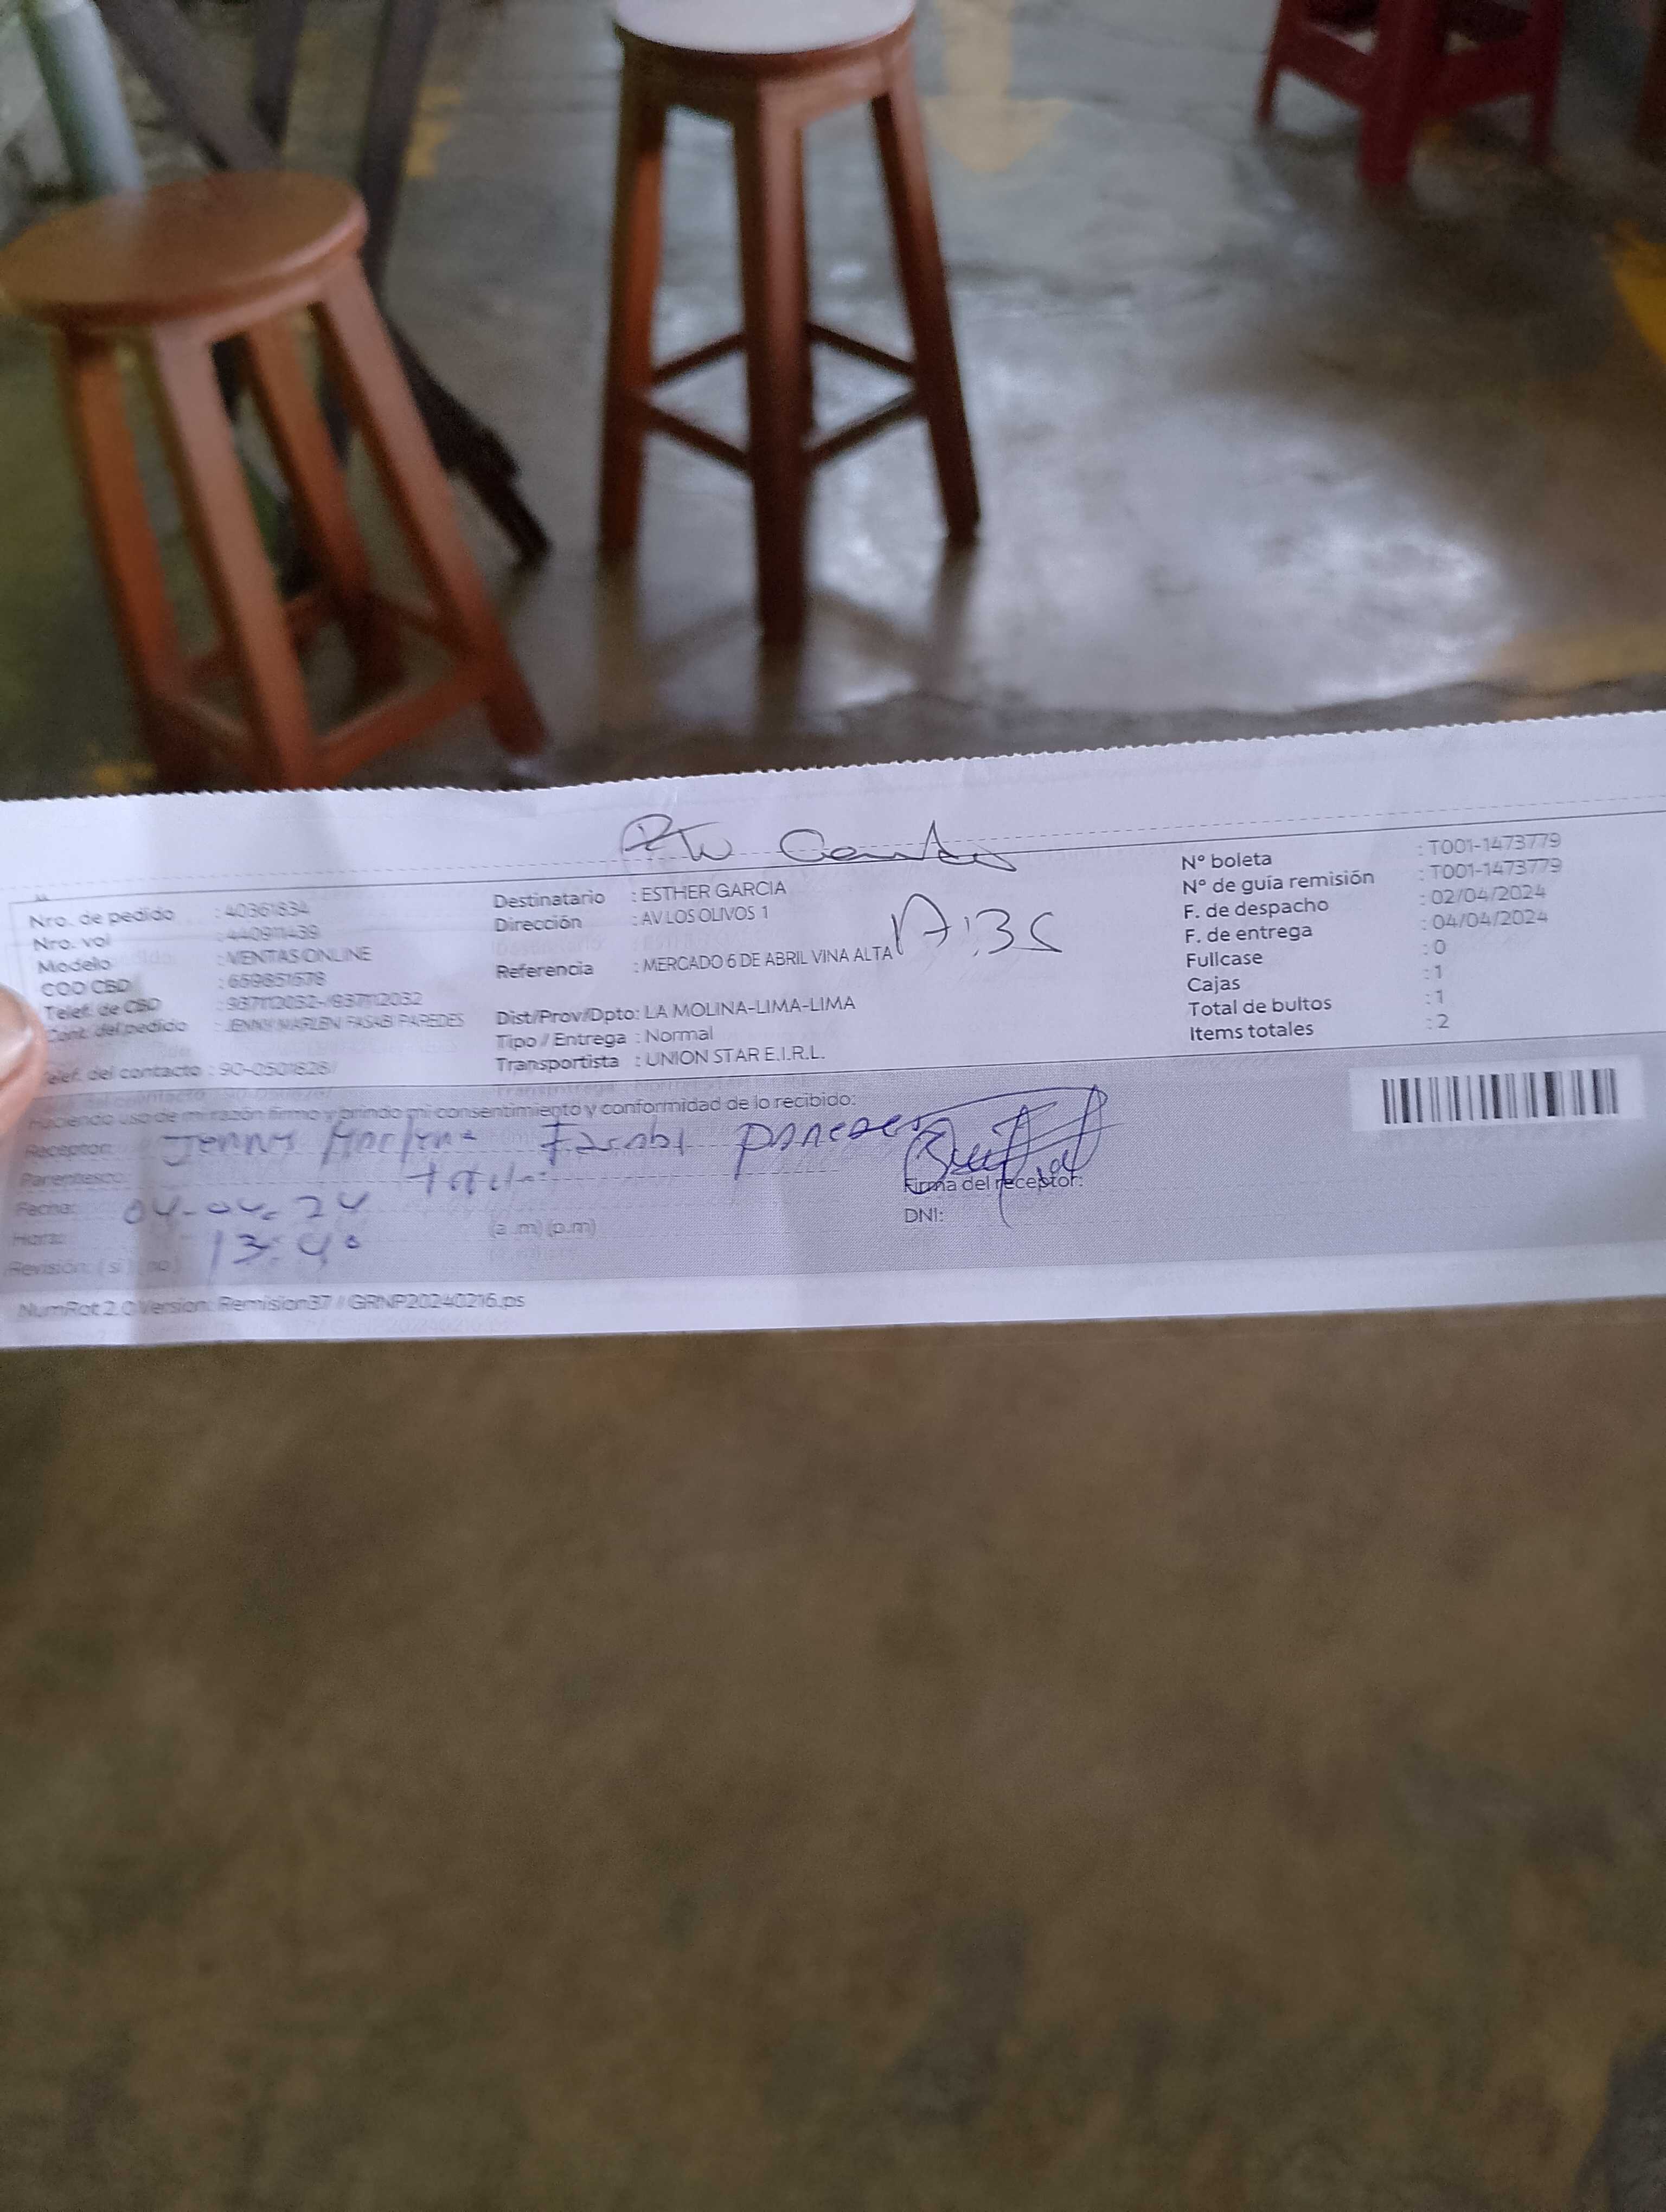 Nro. de pedido : 40361834
Nro. vol : 440911439
Modelo : VENTAS ONLINE
COD CBD : 659851578
Telef. de CBD : 937112032-/937112032
Cont. del pedido : JENNY MARLENI FASABI PAREDES
Telef. del contacto : 90-0501826/
Destinatario : ESTHER GARCIA
Dirección : AV LOS OLIVOS 1
Referencia : MERCADO 6 DE ABRIL VINA ALTA
Dist/Prov/Dpto: LA MOLINA-LIMA-LIMA
Tipo / Entrega : Normal
Transportista : UNION STAR E.I.R.L.
N° boleta : T001-1473779
N° de guía remisión : T001-1473779
F. de despacho : 02/04/2024
F. de entrega : 04/04/2024
Fullcase : 0
Cajas : 1
Total de bultos : 1
Items totales : 2
Haciendo uso de mi razón firmo y brindo mi consentimiento y conformidad de lo recibido:
Receptor: Jenny Fasabi paredes
Parentesco:
Fecha: 04-04-24
Hora: 13:40 (a .m) (p.m)
Revisión: ( si ) ( no )
Firma del receptor:
DNI:
NumRot 2.0 Version: Remision37 // GRNP20240216.ps